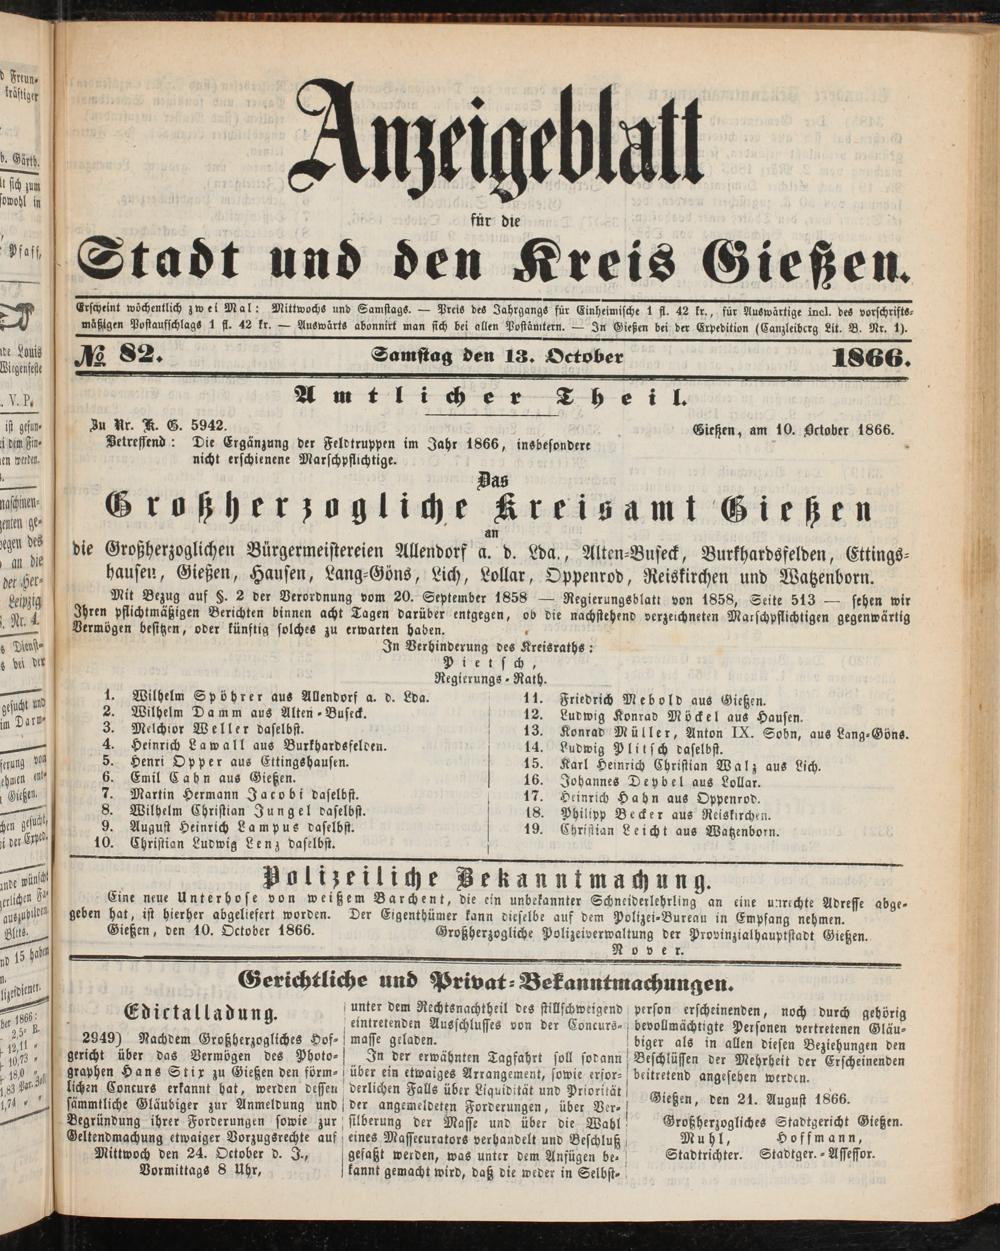 Anzeigeblatt
für die
Stadt und den Kreis Gießen.
Erscheint wöchentlich zwei Mal: Mittwochs und Samstags. — Preis des Jahrgangs für Einheimische 1 fl. 42 kr., für Auswärtige incl. des vorschrifts-
mäßigen Postaufschlags 1 fl. 42 kr. — Auswärts abonnirt man sich bei allen Postämtern. — In Gießen bei der Expedition (Canzleiberg Lit. B. Nr. 1).
№ 82. Samstag den 13. October 1866.
Amtlicher Theil.
Zu Nr. K. G. 5942. Gießen, am 10. October 1866.
Betreffend: Die Ergänzung der Feldtruppen im Jahr 1866, insbesondere
nicht erschienene Marschpflichtige.
Das
Großherzogliche Kreisamt Gießen
an
die Großherzoglichen Bürgermeistereien Allendorf a. d. Lda., Alten-Buseck, Burkhardsfelden, Ettings-
hausen, Gießen, Hausen, Lang-Göns, Lich, Lollar, Oppenrod, Reiskirchen und Watzenborn.
Mit Bezug auf §. 2 der Verordnung vom 20. September 1858 — Regierungsblatt von 1858, Seite 513 — sehen wir
Ihren pflichtmäßigen Berichten binnen acht Tagen darüber entgegen, ob die nachstehend verzeichneten Marschpflichtigen gegenwärtig
Vermögen besitzen, oder künftig solches zu erwarten haben.
In Verhinderung des Kreisraths:
Pietsch,
Regierungs-Rath.
1. Wilhelm Spöhrer aus Allendorf a. d. Lda.
2. Wilhelm Damm aus Alten-Buseck.
3. Melchior Weller daselbst.
4. Heinrich Lawall aus Burkhardsfelden.
5. Henri Opper aus Ettingshausen.
6. Emil Cahn aus Gießen.
7. Martin Hermann Jacobi daselbst.
8. Wilhelm Christian Jungel daselbst.
9. August Heinrich Lampus daselbst.
10. Christian Ludwig Lenz daselbst.
11. Friedrich Mebold aus Gießen.
12. Ludwig Konrad Möckel aus Hausen.
13. Konrad Müller, Anton IX. Sohn, aus Lang-Göns.
14. Ludwig Plitsch daselbst.
15. Karl Heinrich Christian Walz aus Lich.
16. Johannes Deybel aus Lollar.
17. Heinrich Hahn aus Oppenrod.
18. Philipp Becker aus Reiskirchen.
19. Christian Leicht aus Watzenborn.
Polizeiliche Bekanntmachung.
Eine neue Unterhose von weißem Barchent, die ein unbekannter Schneiderlehrling an eine unrechte Adresse abge-
geben hat, ist hierher abgeliefert worden. Der Eigenthümer kann dieselbe auf dem Polizei-Bureau in Empfang nehmen.
Gießen, den 10. October 1866. Großherzogliche Polizeiverwaltung der Provinzialhauptstadt Gießen.
Nover.
Gerichtliche und Privat-Bekanntmachungen.
Edictalladung.
2949) Nachdem Großherzogliches Hof-
gericht über das Vermögen des Photo-
graphen Hans Stix zu Gießen den förm-
lichen Concurs erkannt hat, werden dessen
sämmtliche Gläubiger zur Anmeldung und
Begründung ihrer Forderungen sowie zur
Geltendmachung etwaiger Vorzugsrechte auf
Mittwoch den 24. October d. J.,
Vormittags 8 Uhr,
unter dem Rechtsnachtheil des stillschweigend
eintretenden Ausschlusses von der Concurs-
masse geladen.
In der erwähnten Tagfahrt soll sodann
über ein etwaiges Arrangement, sowie erfor-
derlichen Falls über Liquidität und Priorität
der angemeldeten Forderungen, über Ver-
silberung der Masse und über die Wahl
eines Massecurators verhandelt und Beschluß
gefaßt werden, was unter dem Anfügen be-
kannt gemacht wird, daß die weder in Selbst-
person erscheinenden, noch durch gehörig
bevollmächtigte Personen vertretenen Gläu-
biger als in allen diesen Beziehungen den
Beschlüssen der Mehrheit der Erscheinenden
beitretend angesehen werden.
Gießen, den 21. August 1866.
Großherzogliches Stadtgericht Gießen.
Muhl, Hoffmann,
Stadtrichter. Stadtger.-Assessor.